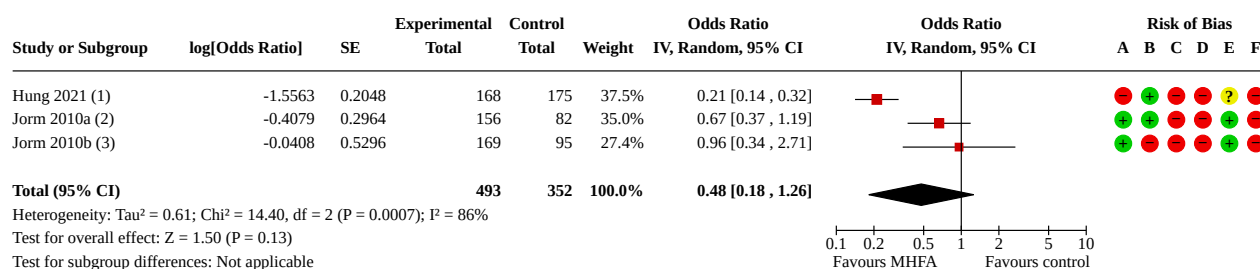 Experimental Control Odds Ratio Odds Ratio Risk of Bias
Study or Subgroup log[Odds Ratio] SE Total Total Weight IV, Random, 95% CI IV, Random, 95% CI A B C D E F
Hung 2021 (1) -1.5563 0.2048 168 175 37.5% 0.21 [0.14 , 0.32] − + − − ? −
Jorm 2010a (2) -0.4079 0.2964 156 82 35.0% 0.67 [0.37 , 1.19] + + − − + −
Jorm 2010b (3) -0.0408 0.5296 169 95 27.4% 0.96 [0.34 , 2.71] + − − − + −
Total (95% CI) 493 352 100.0% 0.48 [0.18 , 1.26]
Heterogeneity: Tau² = 0.61; Chi² = 14.40, df = 2 (P = 0.0007); I² = 86%
Test for overall effect: Z = 1.50 (P = 0.13) 0.1 0.2 0.5 1 2 5 10
Test for subgroup differences: Not applicable Favours MHFA Favours control